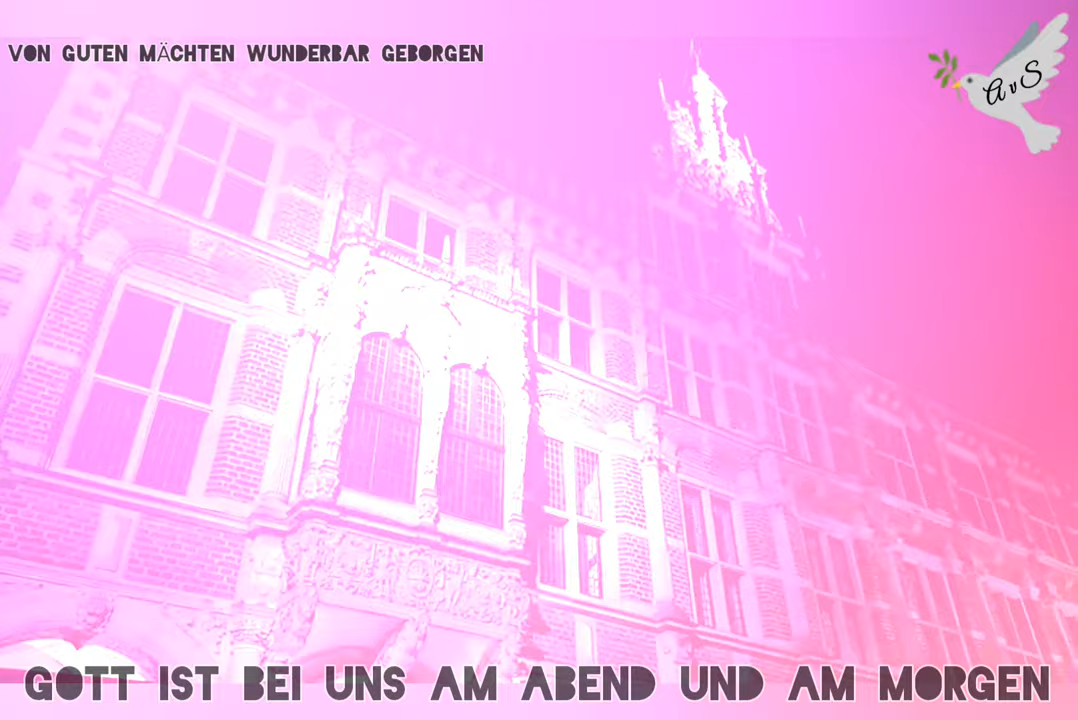 VON GUTEN MÄCHTEN WUNDERBAR GEBORGEN
AvS
GOTT IST BEI UNS AM ABEND UND AM MORGEN